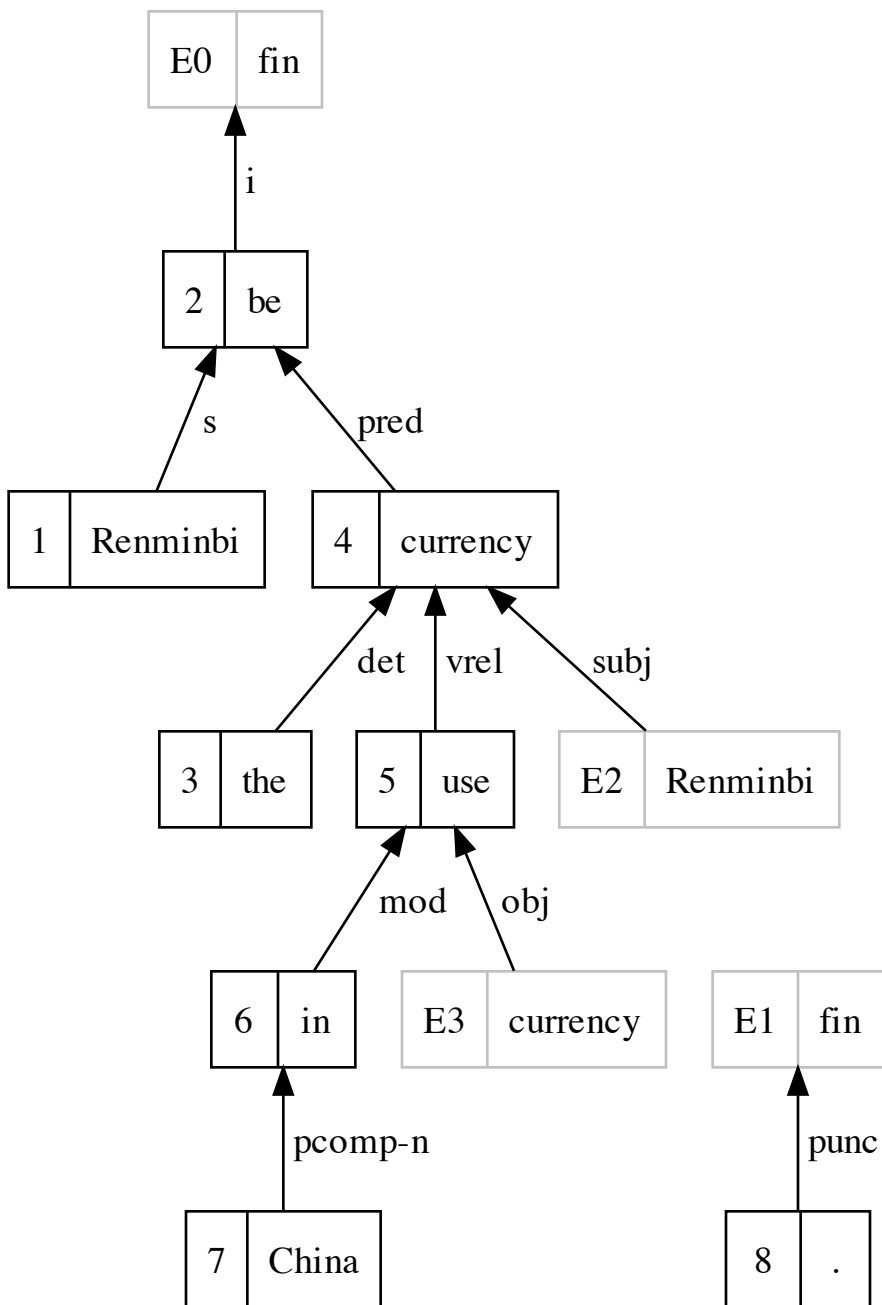 E0 fin
i
2 be
s pred
1 Renminbi 4 currency
det vrel subj
3 the 5 use E2 Renminbi
mod obj
6 in E3 currency E1 fin
pcomp-n punc
7 China 8 .